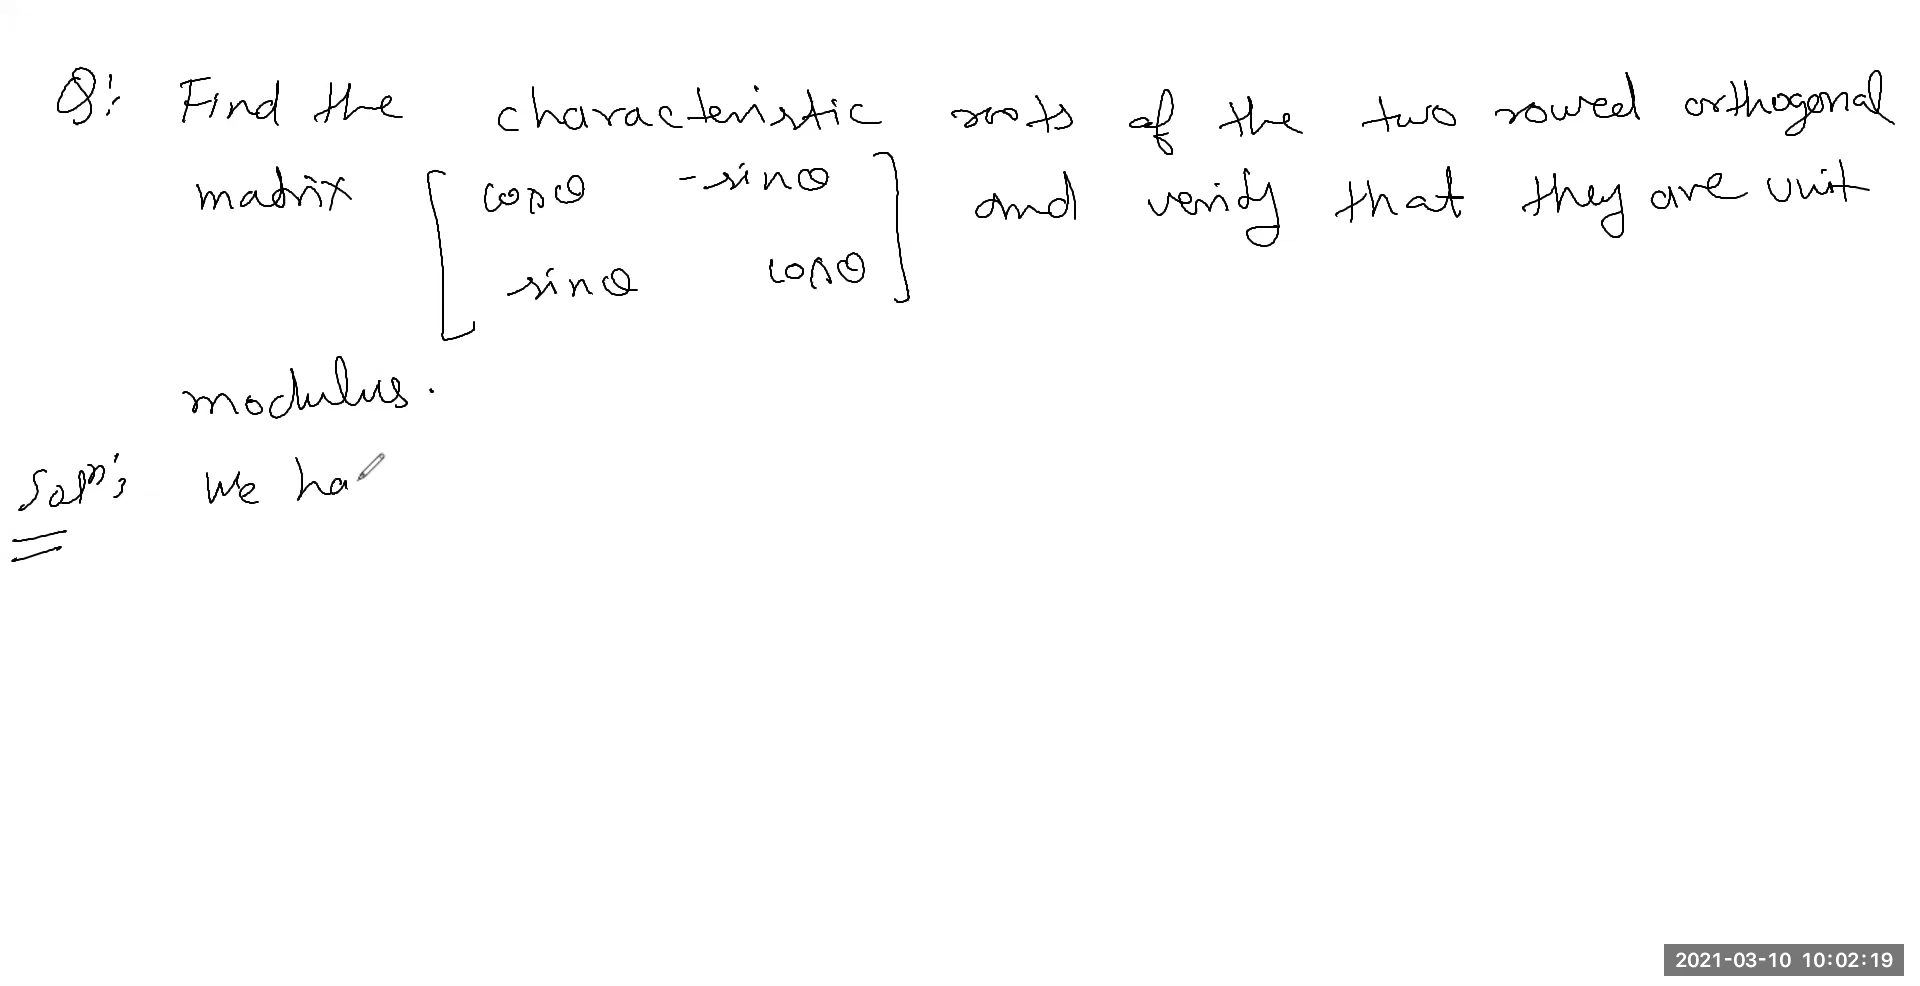 Q:- Find the characteristic roots of the two rowed orthogonal
matrix [ cosθ -sinθ ] and verify that they are unit
sinθ cosθ
modulus.
Solⁿ: We ha
2021-03-10 10:02:19